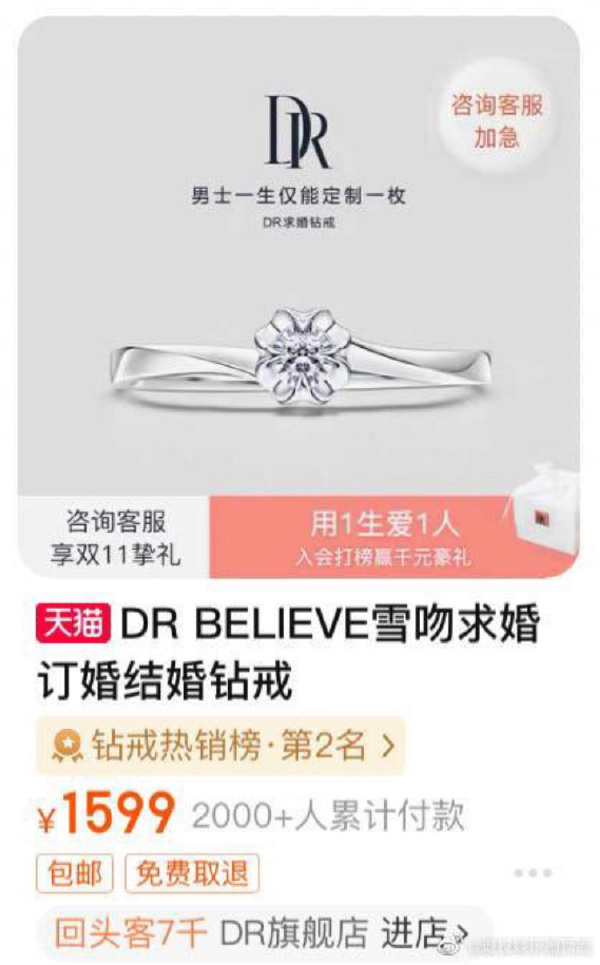 DR
男士一生仅能定制一枚
DR求婚钻戒
咨询客服
加急
咨询客服
享双11挚礼
用1生爱1人
入会打榜赢千元豪礼
天猫 DR BELIEVE雪吻求婚
订婚结婚钻戒
钻戒热销榜·第2名 >
¥1599 2000+人累计付款
包邮 免费取退
回头客7千 DR旗舰店 进店>